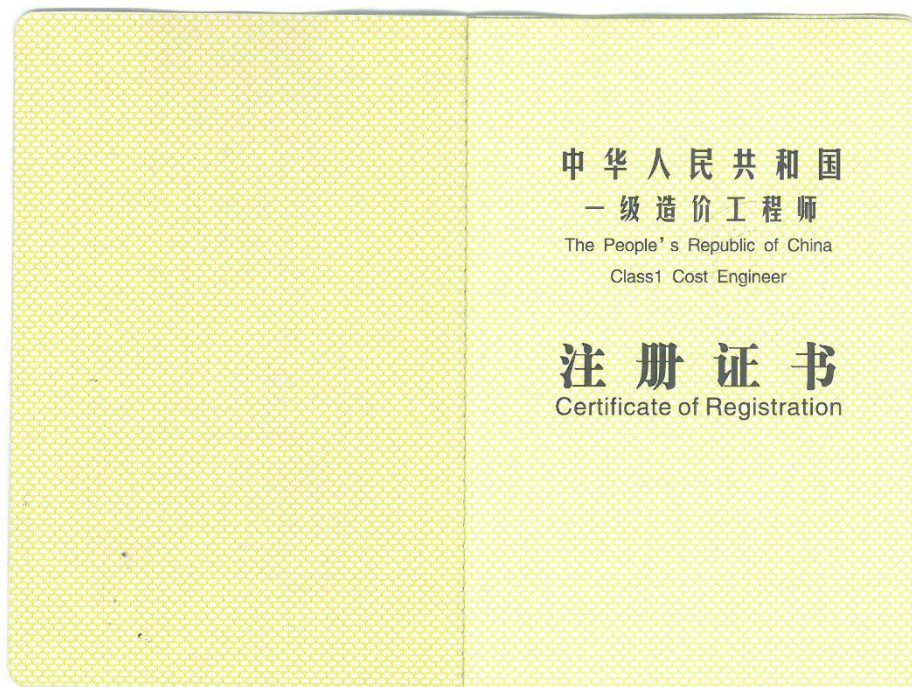 中华人民共和国
一级造价工程师
The People's Republic of China
Class1 Cost Engineer
注册证书
Certificate of Registration